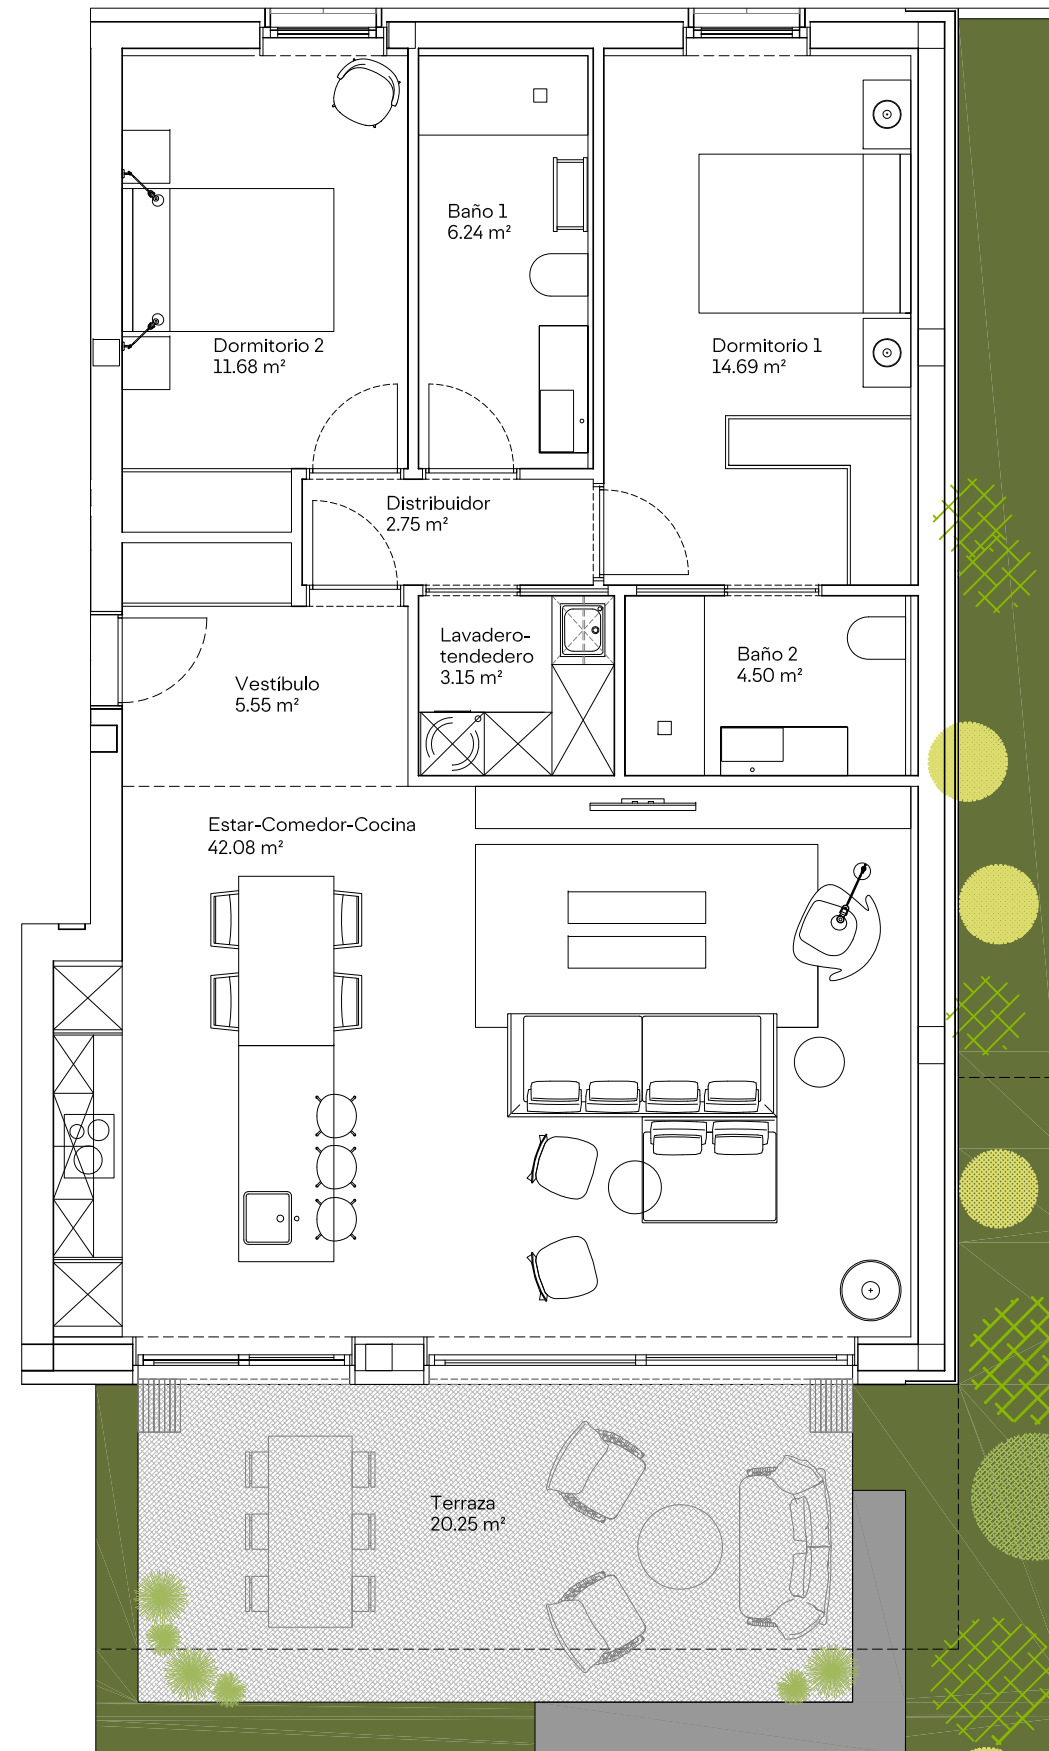 Baño 1
6.24 m²
Dormitorio 2
11.68 m²
Dormitorio 1
14.69 m²
Distribuidor
2.75 m²
Lavadero-
tendedero
3.15 m²
Baño 2
4.50 m²
Vestíbulo
5.55 m²
Estar-Comedor-Cocina
42.08 m²
Terraza
20.25 m²